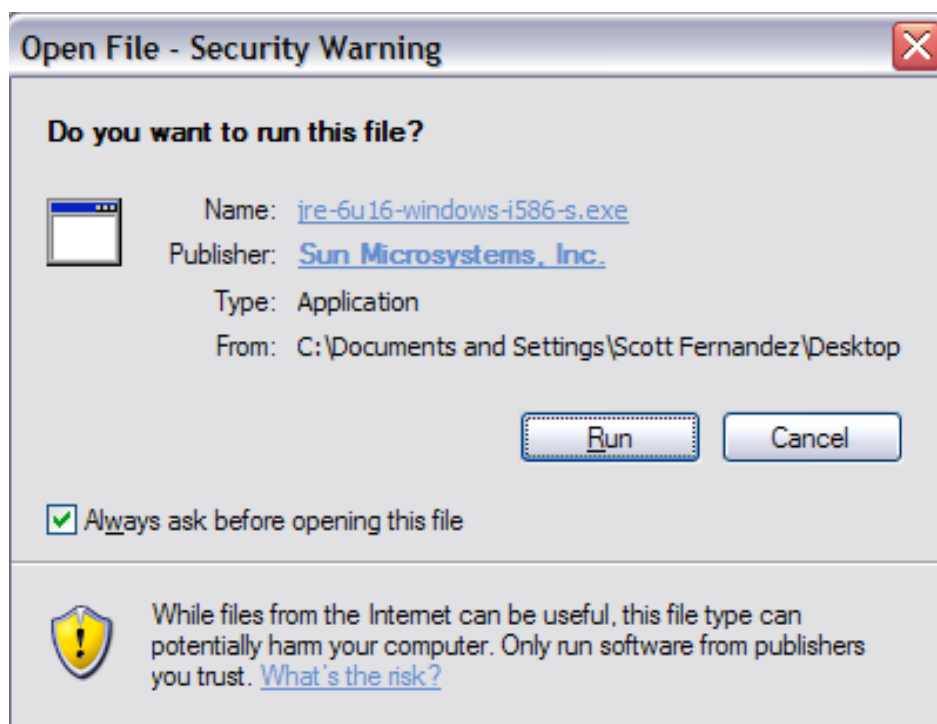 Open File - Security Warning
Do you want to run this file?
Name: jre-6u16-windows-i586-s.exe
Publisher: Sun Microsystems, Inc.
Type: Application
From: C:\Documents and Settings\Scott Fernandez\Desktop
Run Cancel
Always ask before opening this file
While files from the Internet can be useful, this file type can
potentially harm your computer. Only run software from publishers
you trust. What's the risk?